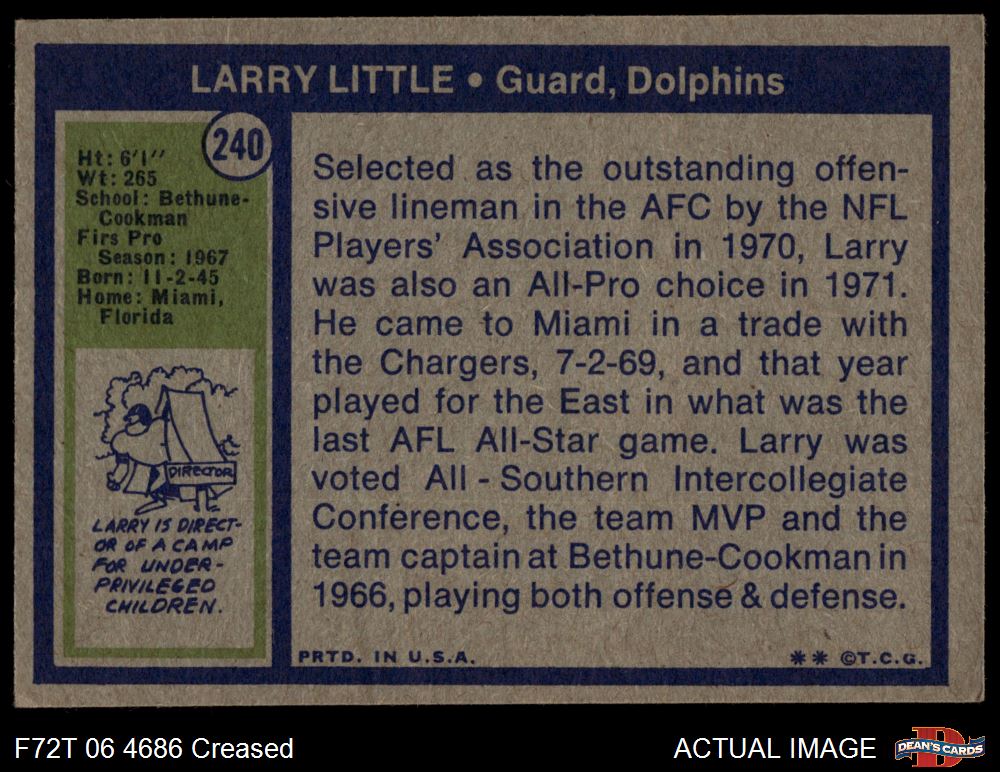 LARRY LITTLE • Guard, Dolphins
240
Ht: 6'1''
Wt: 265
School: Bethune-
Cookman
Firs Pro
Season: 1967
Born: 11-2-45
Home: Miami,
Florida
DIRECTOR
LARRY IS DIRECT-
OR OF A CAMP
FOR UNDER-
PRIVILEGED
CHILDREN.
Selected as the outstanding offen-
sive lineman in the AFC by the NFL
Players' Association in 1970, Larry
was also an All-Pro choice in 1971.
He came to Miami in a trade with
the Chargers, 7-2-69, and that year
played for the East in what was the
last AFL All-Star game. Larry was
voted All - Southern Intercollegiate
Conference, the team MVP and the
team captain at Bethune-Cookman in
1966, playing both offense & defense.
PRTD. IN U.S.A.
** ©T.C.G.
F72T 06 4686 Creased
ACTUAL IMAGE
DEAN'S CARDS